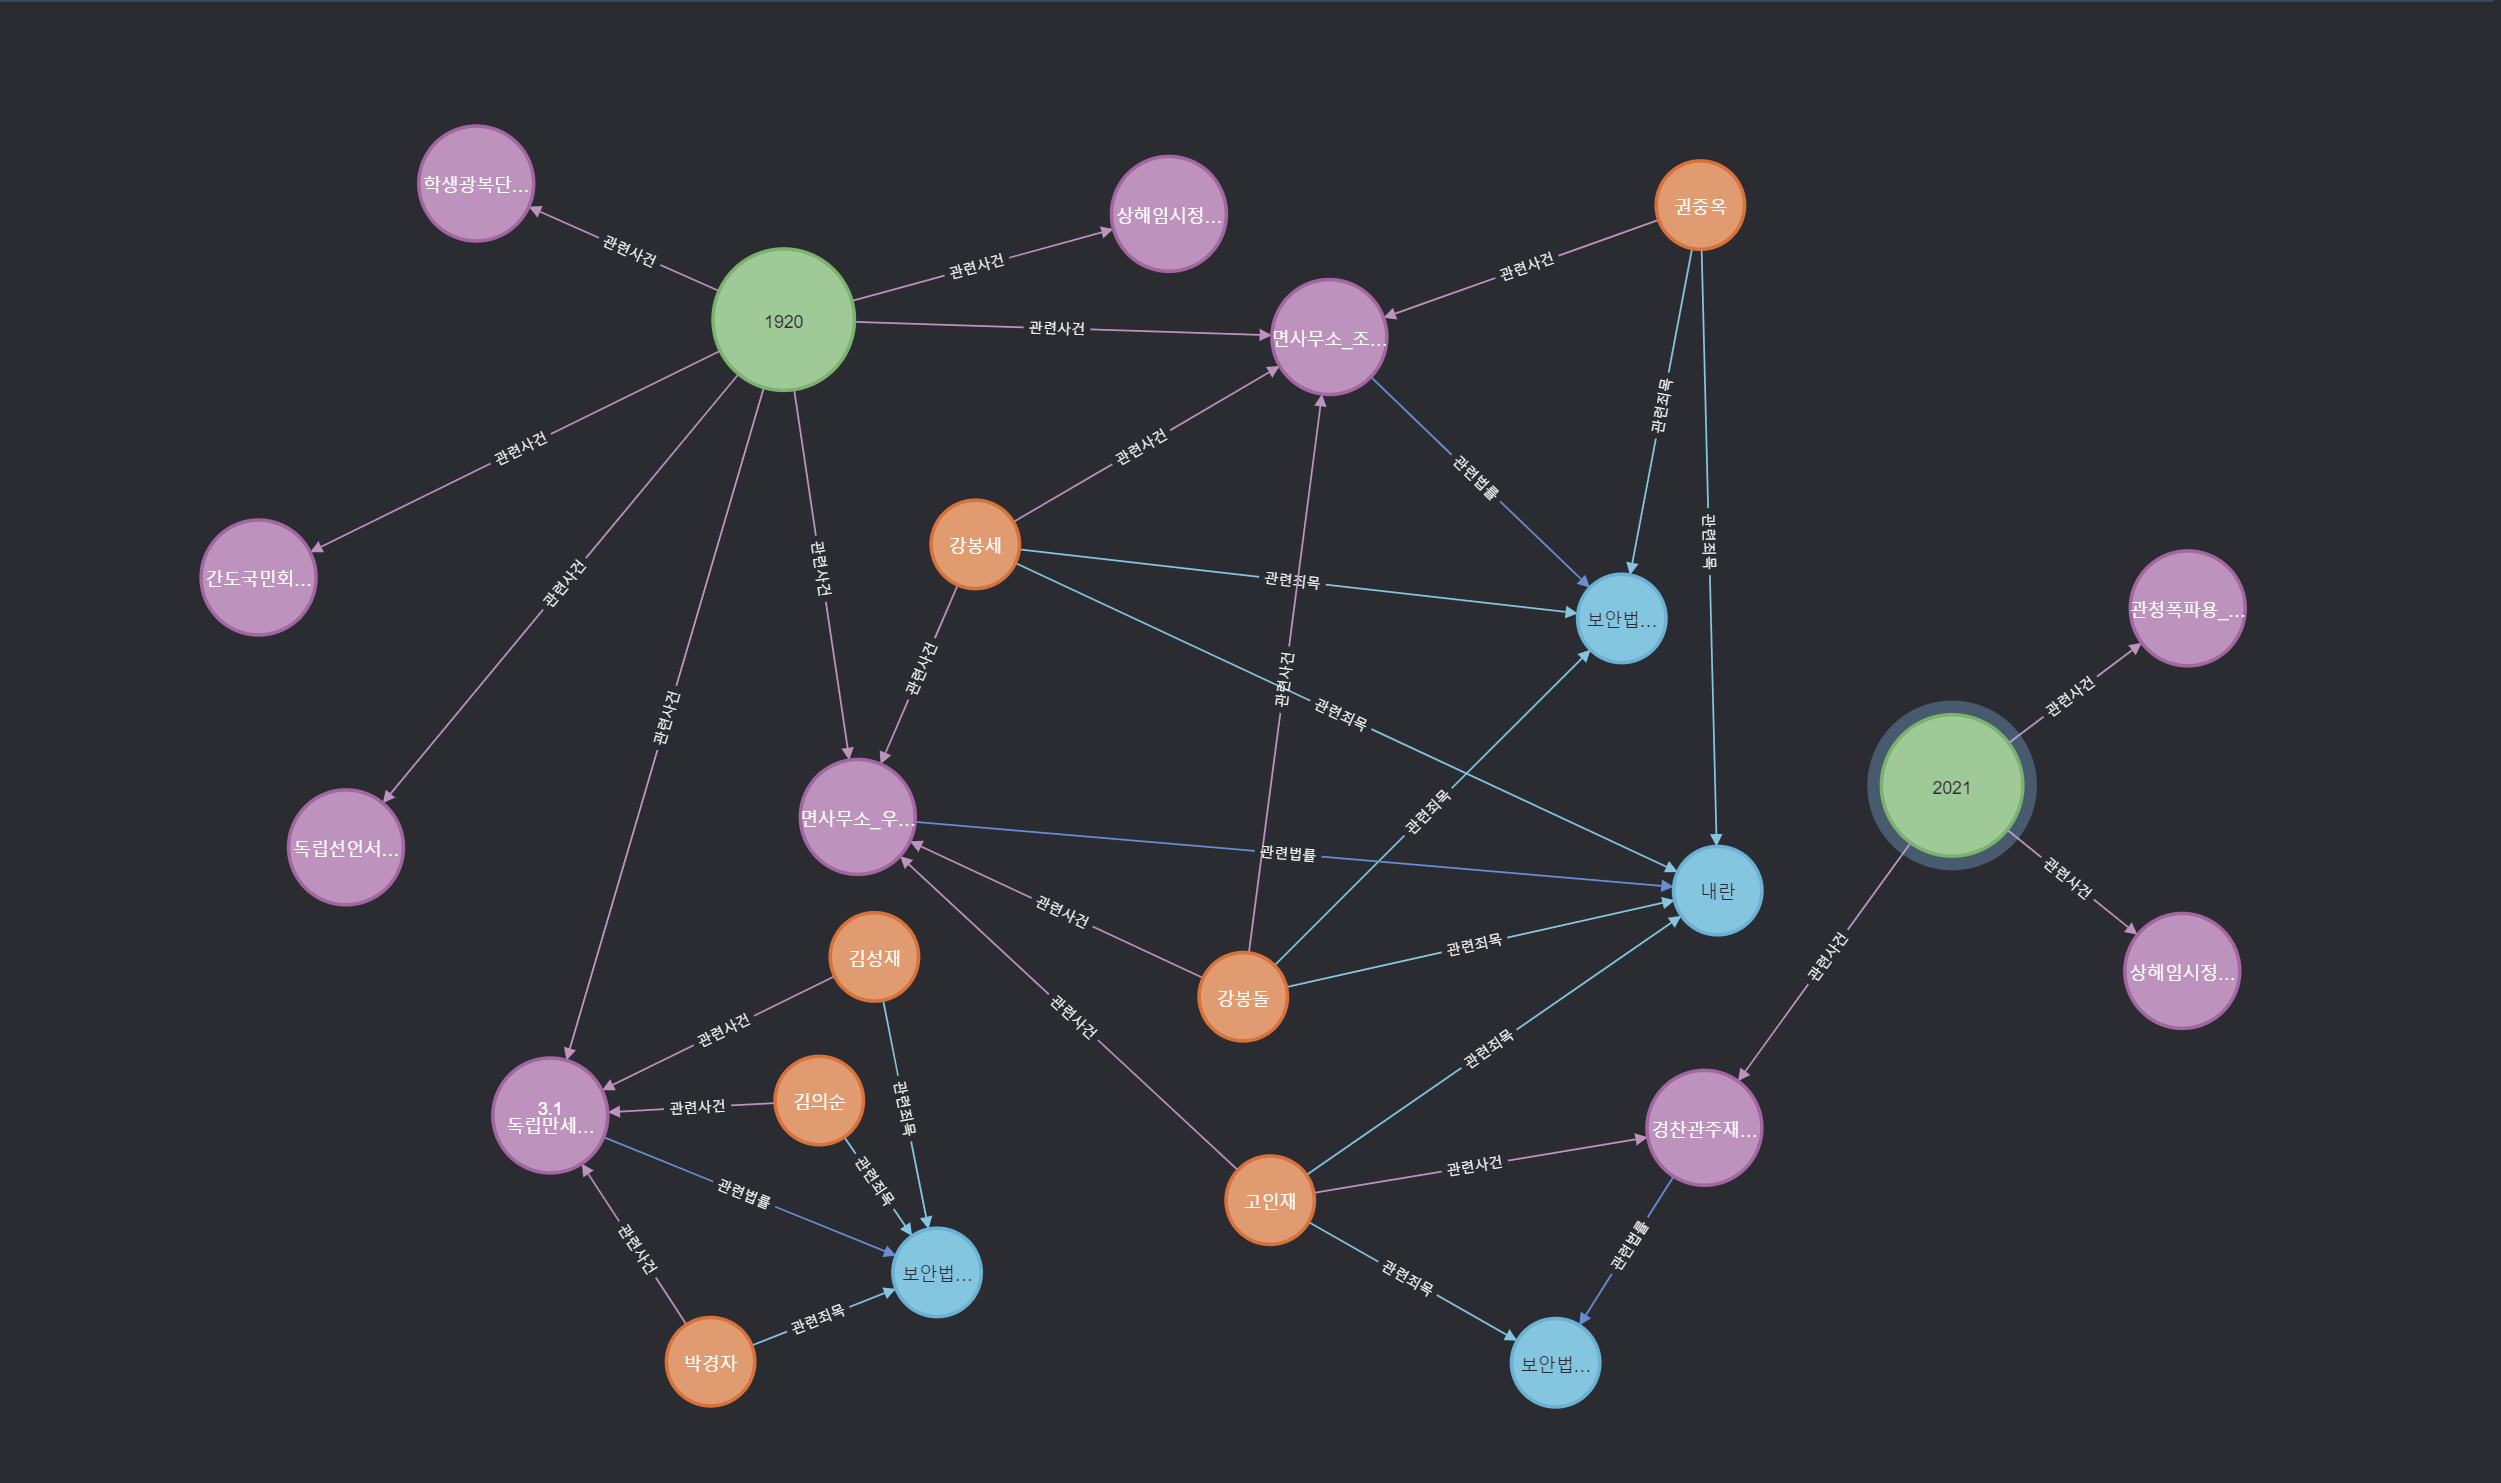 학생광복단...
상해임시정...
권중옥
관련사건
관련사건
관련사건
1920
관련사건
면사무소_조...
관련죄목
관련사건
관련사건
관련법률
관련죄목
강봉세
관련사건
관련죄목
간도국민회...
관련사건
보안법...
관청폭파용_...
관련사건
관련사건
관련사건
관련죄목
관련사건
2021
면사무소_우...
관련죄목
독립선언서...
관련법률
관련사건
내란
관련사건
관련죄목
관련사건
김성재
상해임시정...
강봉돌
관련사건
관련사건
관련죄목
김의순
관련사건
관련죄목
3.1
독립만세...
경찬관주재...
관련사건
관련죄목
관련법률
고인재
관련사건
관련법률
보안법...
관련죄목
관련죄목
박경자
보안법...